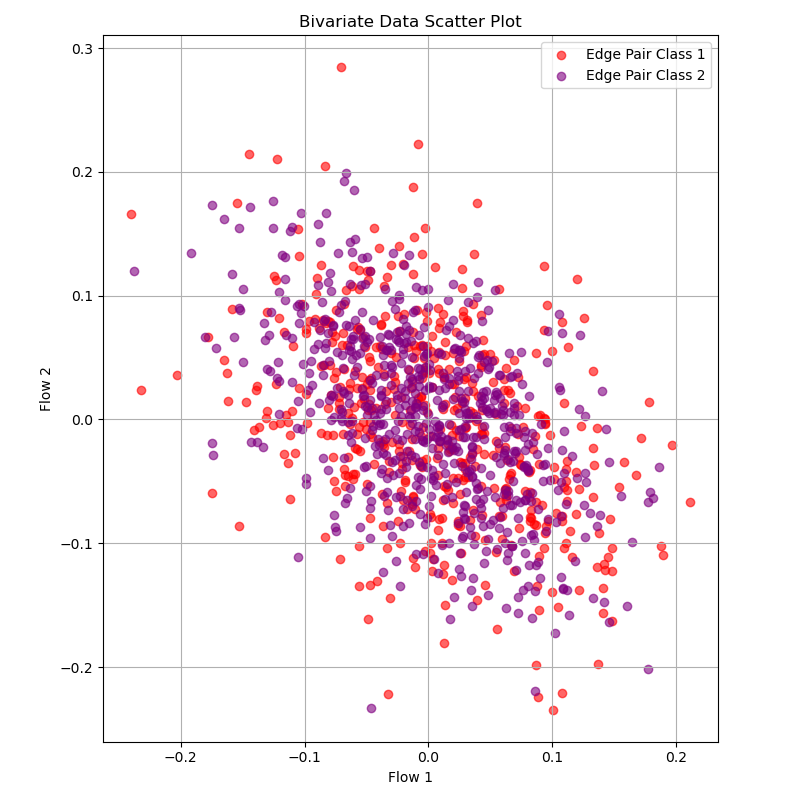 Bivariate Data Scatter Plot
Edge Pair Class 1
Edge Pair Class 2
0.3
0.2
0.1
0.0
−0.1
−0.2
Flow 2
−0.2 −0.1 0.0 0.1 0.2
Flow 1